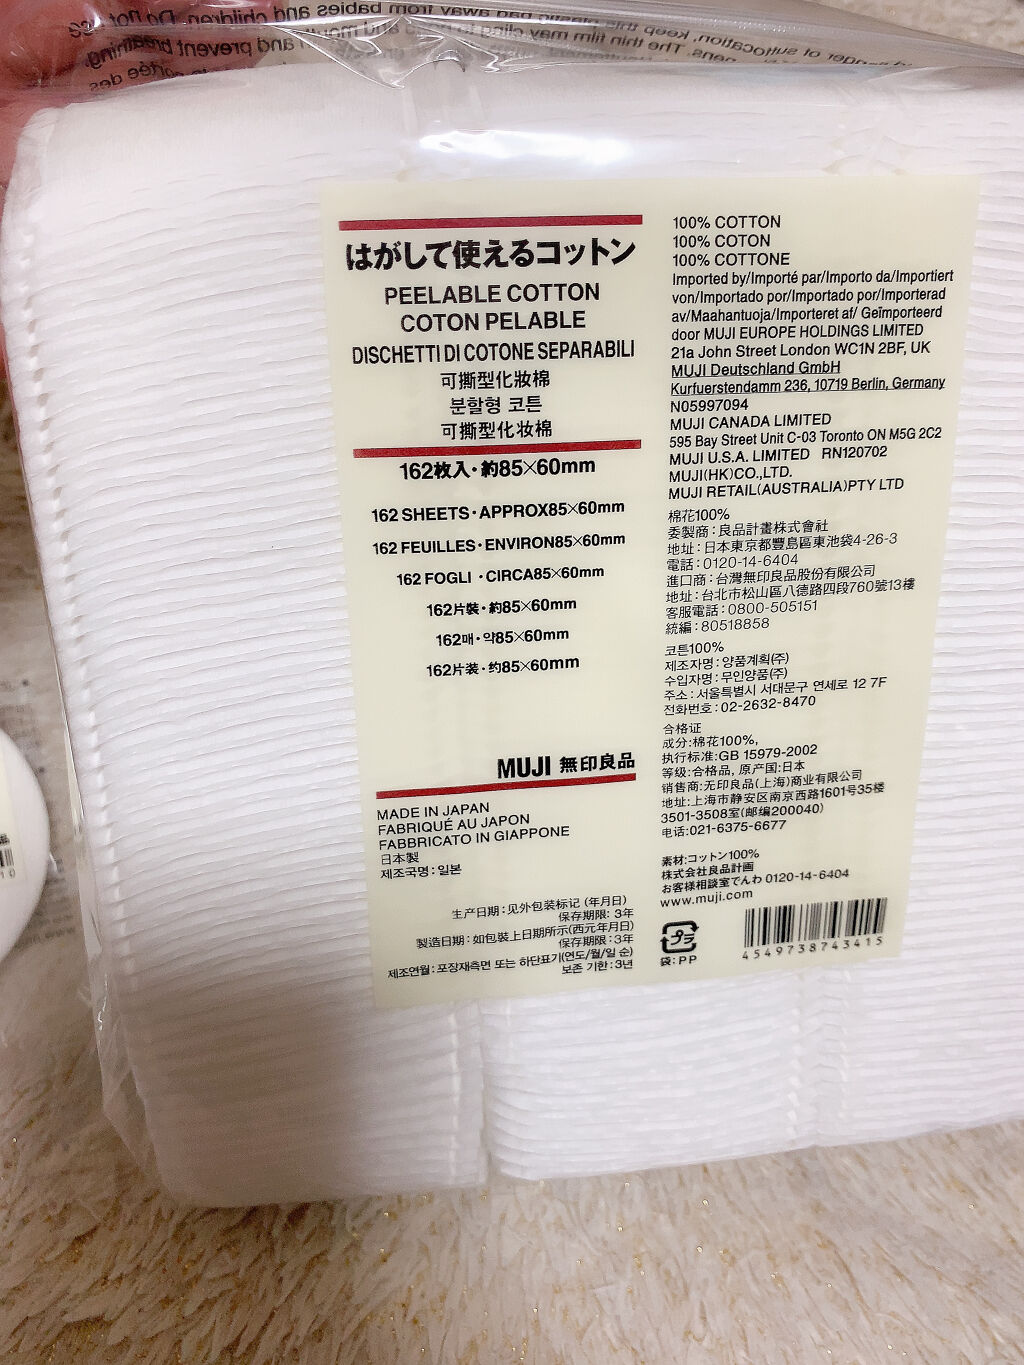 はがして使えるコットン
PEELABLE COTTON
COTON PELABLE
DISCHETTI DI COTONE SEPARABILI
可撕型化妝棉
분할형 코튼
可撕型化妆棉
162枚入・約85×60mm
162 SHEETS・APPROX85×60mm
162 FEUILLES・ENVIRON85×60mm
162 FOGLI ・CIRCA85×60mm
162片裝・約85×60mm
162매・약85×60mm
162片装・约85×60mm
MUJI 無印良品
MADE IN JAPAN
FABRIQUÉ AU JAPON
FABBRICATO IN GIAPPONE
日本製
제조국명：일본
生产日期：见外包装标记 (年月日)
保存期限: 3年
製造日期：如包裝上日期所示(西元年月日)
保存期限：3年
제조연월：포장재측면 또는 하단표기(연도/월/일 순)
보존 기한：3년
100% COTTON
100% COTON
100% COTTONE
Imported by/Importé par/Importo da/Importiert
von/Importado por/Importado por/Importerad
av/Maahantuoja/Importeret af/ Geïmporteerd
door MUJI EUROPE HOLDINGS LIMITED
21a John Street London WC1N 2BF, UK
MUJI Deutschland GmbH
Kurfuerstendamm 236, 10719 Berlin, Germany
N05997094
MUJI CANADA LIMITED
595 Bay Street Unit C-03 Toronto ON M5G 2C2
MUJI U.S.A. LIMITED RN120702
MUJI(HK)CO.,LTD.
MUJI RETAIL(AUSTRALIA)PTY LTD
棉花100%
委製商：良品計畫株式會社
地址：日本東京都豐島區東池袋4-26-3
電話：0120-14-6404
進口商：台灣無印良品股份有限公司
地址：台北市松山區八德路四段760號13樓
客服電話：0800-505151
統編：80518858
코튼100%
제조자명：양품계획(주)
수입자명：무인양품(주)
주소：서울특별시 서대문구 연세로 12 7F
전화번호：02-2632-8470
合格证
成分:棉花100%,
执行标准:GB 15979-2002
等级:合格品, 原产国:日本
销售商:无印良品(上海)商业有限公司
地址:上海市静安区南京西路1601号35楼
3501-3508室(邮编200040)
电话:021-6375-6677
素材:コットン100%
株式会社良品計画
お客様相談室でんわ 0120-14-6404
www.muji.com
プラ
袋:PP
4549738743415